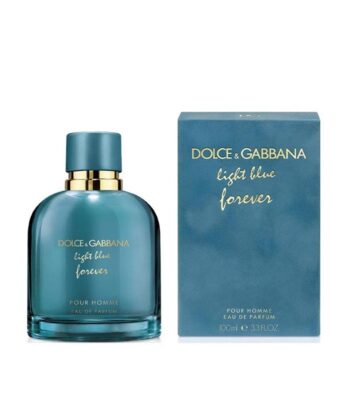 DOLCE & GABBANA
light blue
forever
POUR HOMME
EAU DE PARFUM
DOLCE & GABBANA
light blue
forever
POUR HOMME
EAU DE PARFUM
100ml ℮ 3.3 FL.OZ